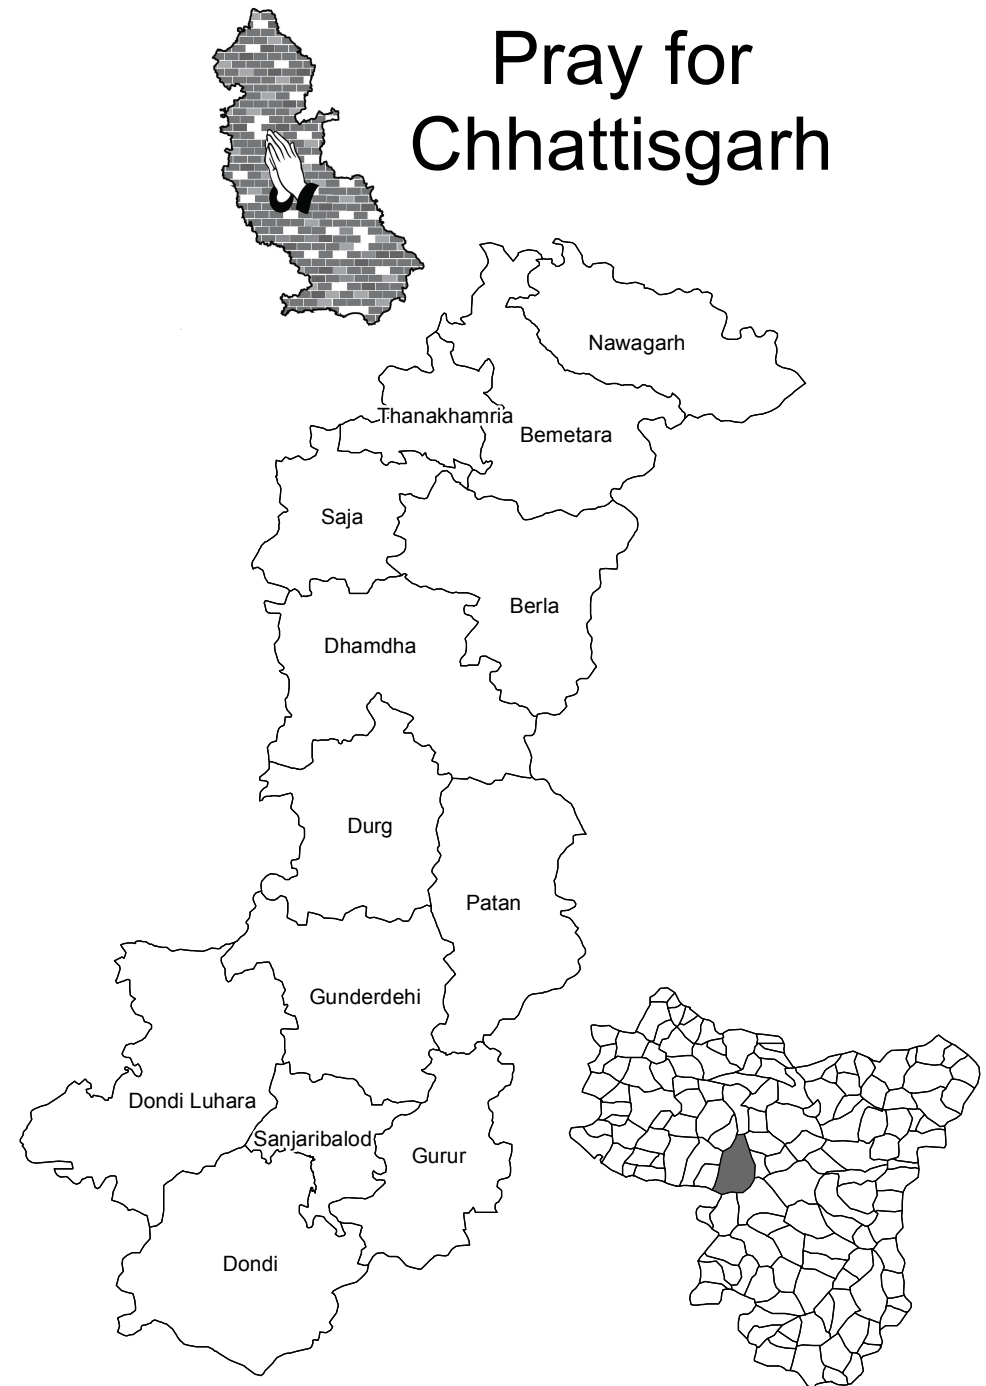 Pray for
Chhattisgarh
Nawagarh
Thanakhamria
Bemetara
Saja
Berla
Dhamdha
Durg
Patan
Gunderdehi
Dondi Luhara
Sanjaribalod
Gurur
Dondi